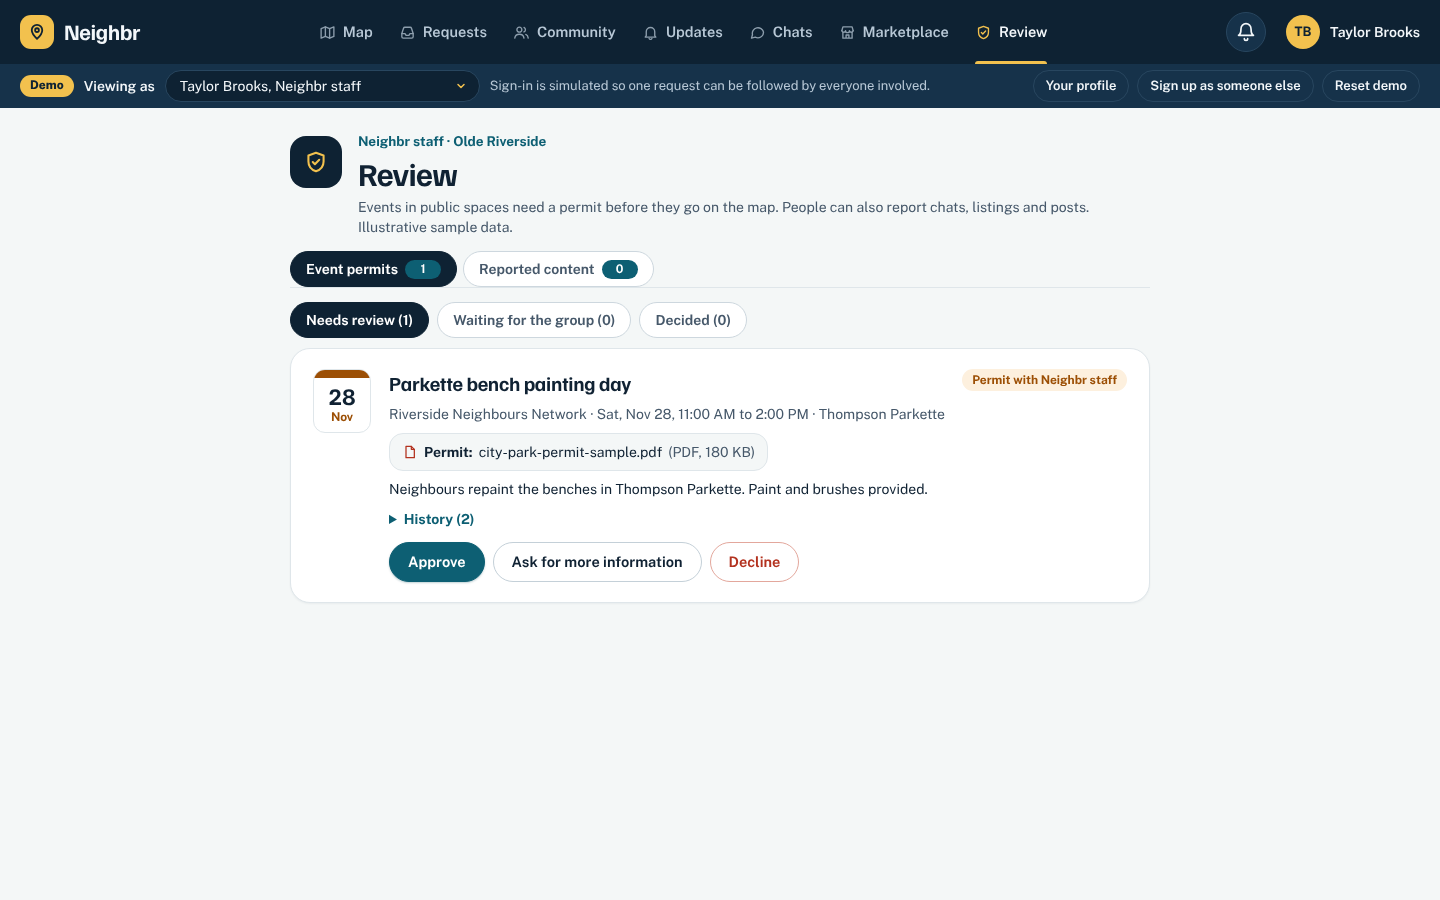 Neighbr
Map
Requests
Community
Updates
Chats
Marketplace
Review
TB
Taylor Brooks
Demo
Viewing as
Taylor Brooks, Neighbr staff
Sign-in is simulated so one request can be followed by everyone involved.
Your profile
Sign up as someone else
Reset demo
Neighbr staff · Olde Riverside
Review
Events in public spaces need a permit before they go on the map. People can also report chats, listings and posts.
Illustrative sample data.
Event permits 1
Reported content 0
Needs review (1)
Waiting for the group (0)
Decided (0)
28
Nov
Parkette bench painting day
Permit with Neighbr staff
Riverside Neighbours Network · Sat, Nov 28, 11:00 AM to 2:00 PM · Thompson Parkette
Permit: city-park-permit-sample.pdf (PDF, 180 KB)
Neighbours repaint the benches in Thompson Parkette. Paint and brushes provided.
History (2)
Approve
Ask for more information
Decline